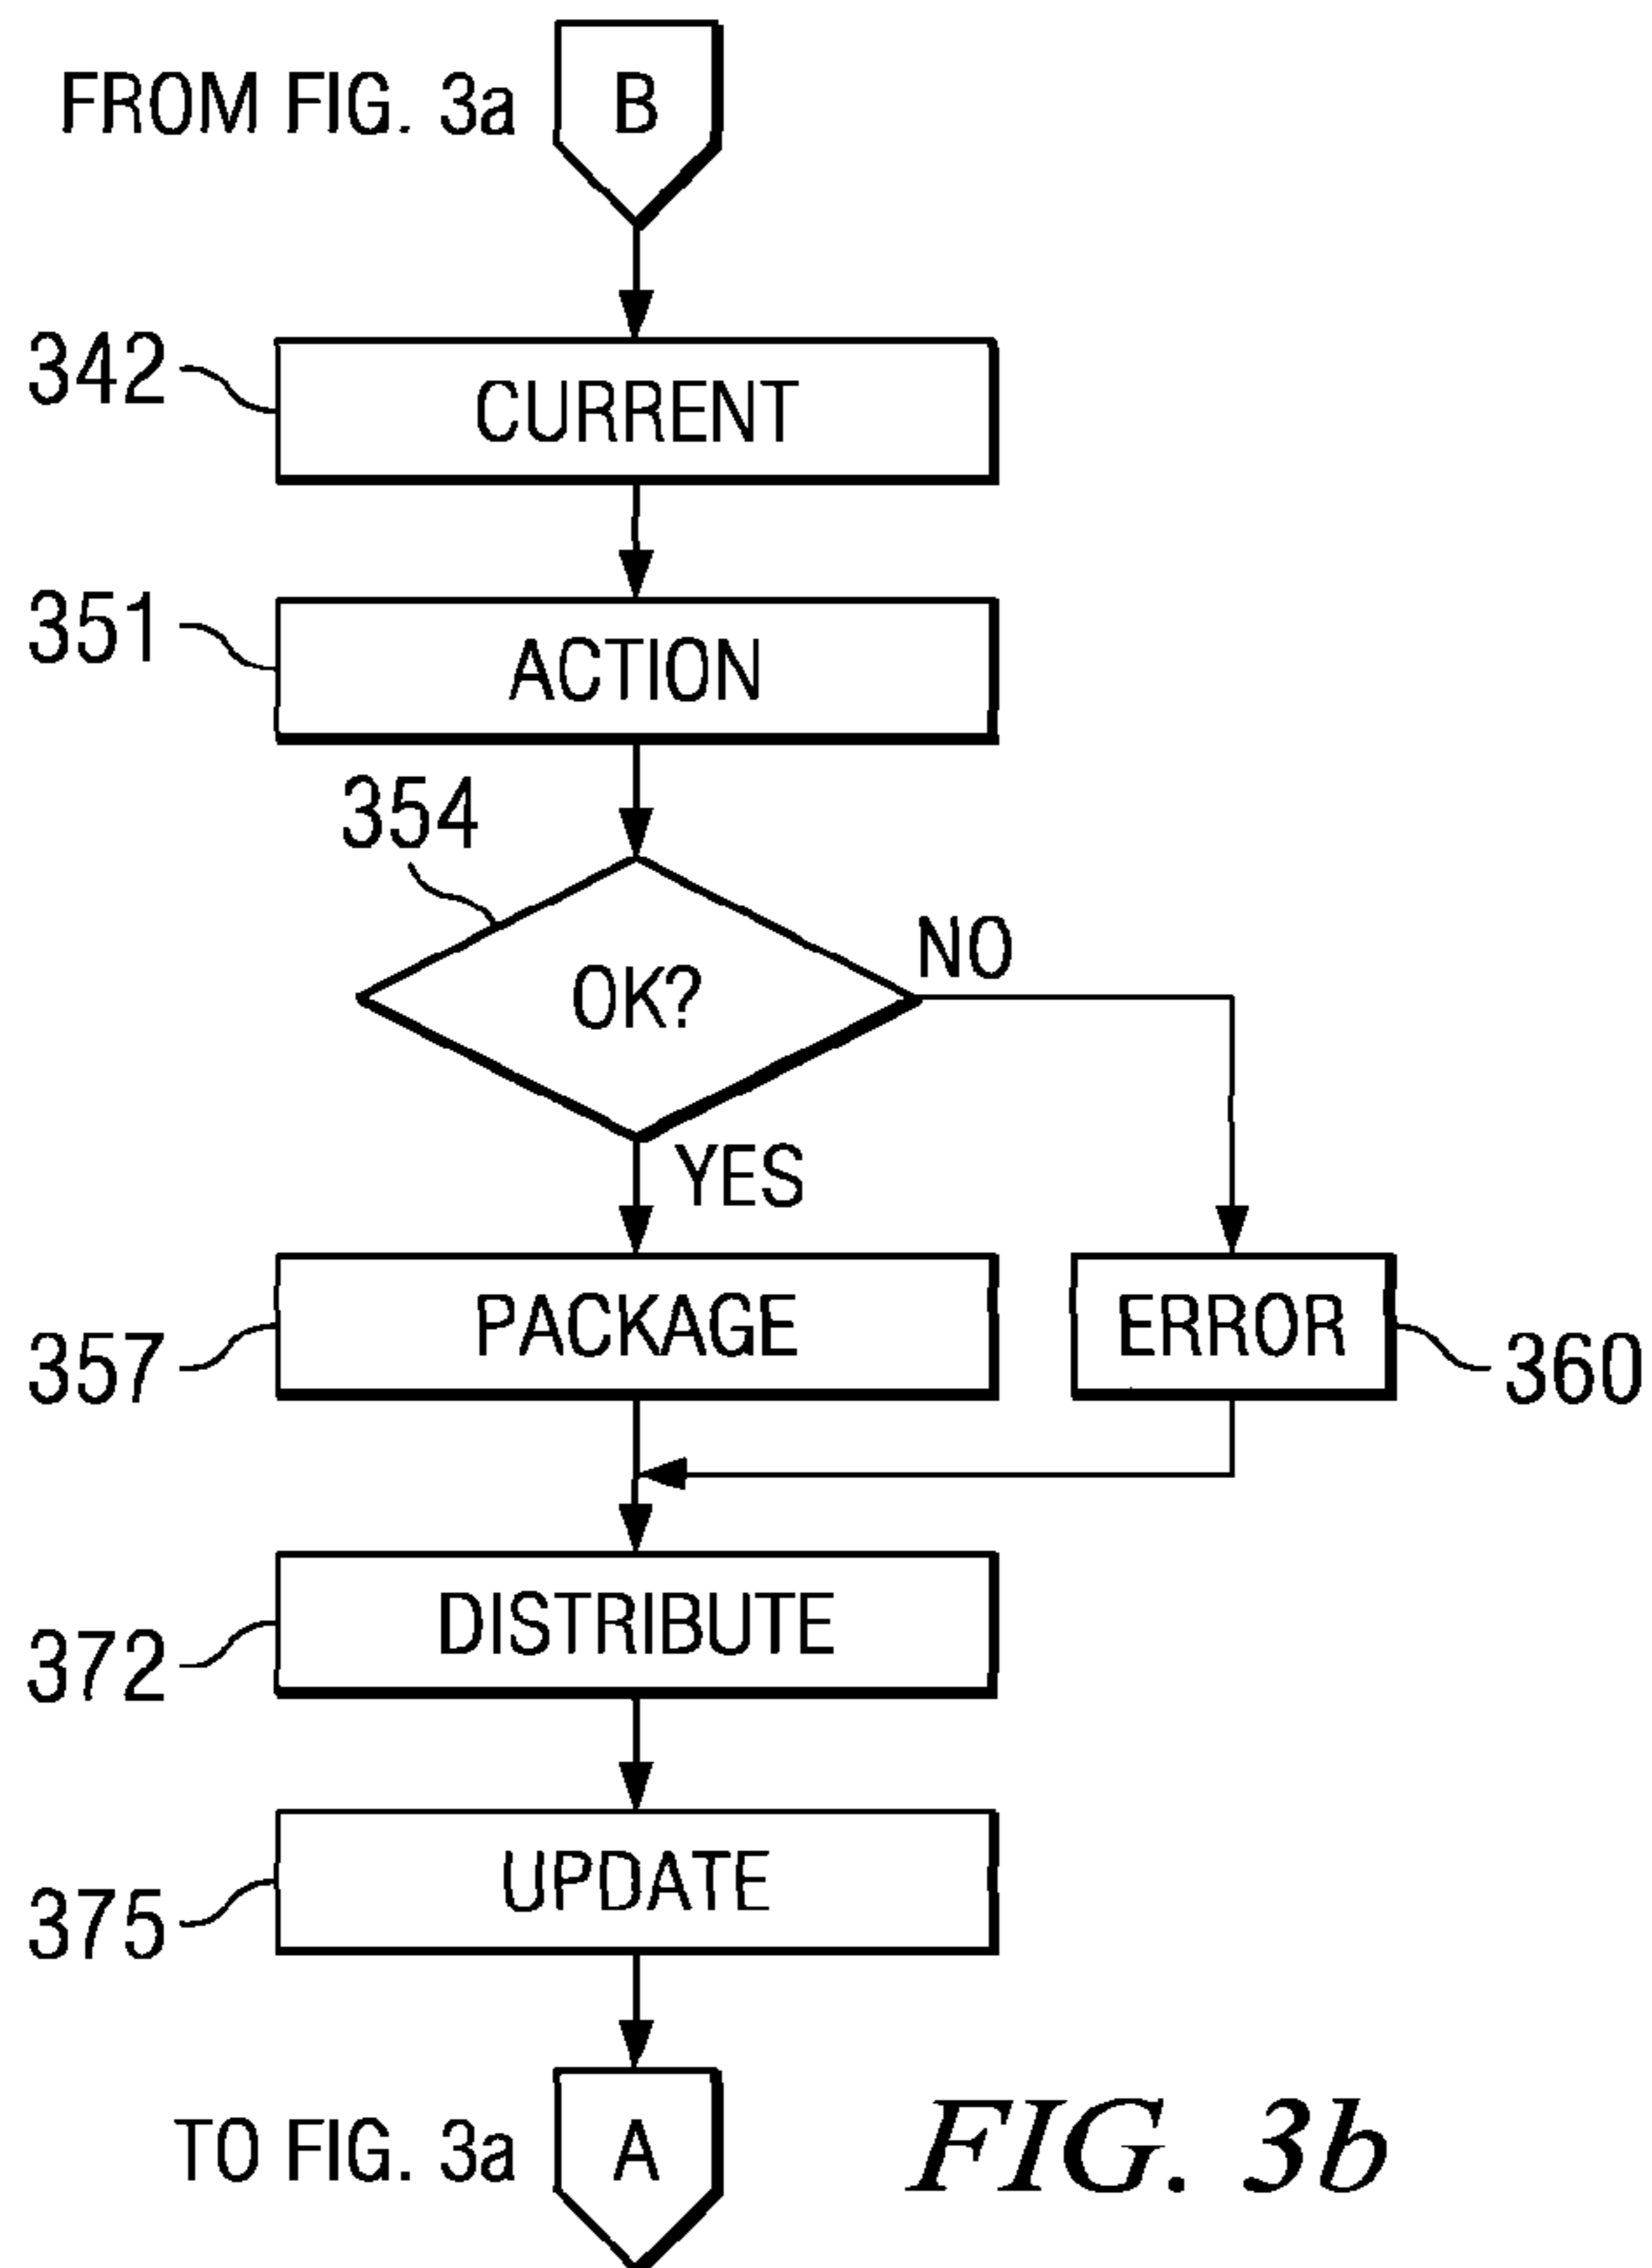 FROM FIG. 3a
B
342
CURRENT
351
ACTION
354
OK?
NO
YES
357
PACKAGE
ERROR
360
372
DISTRIBUTE
375
UPDATE
TO FIG. 3a
A
FIG. 3b